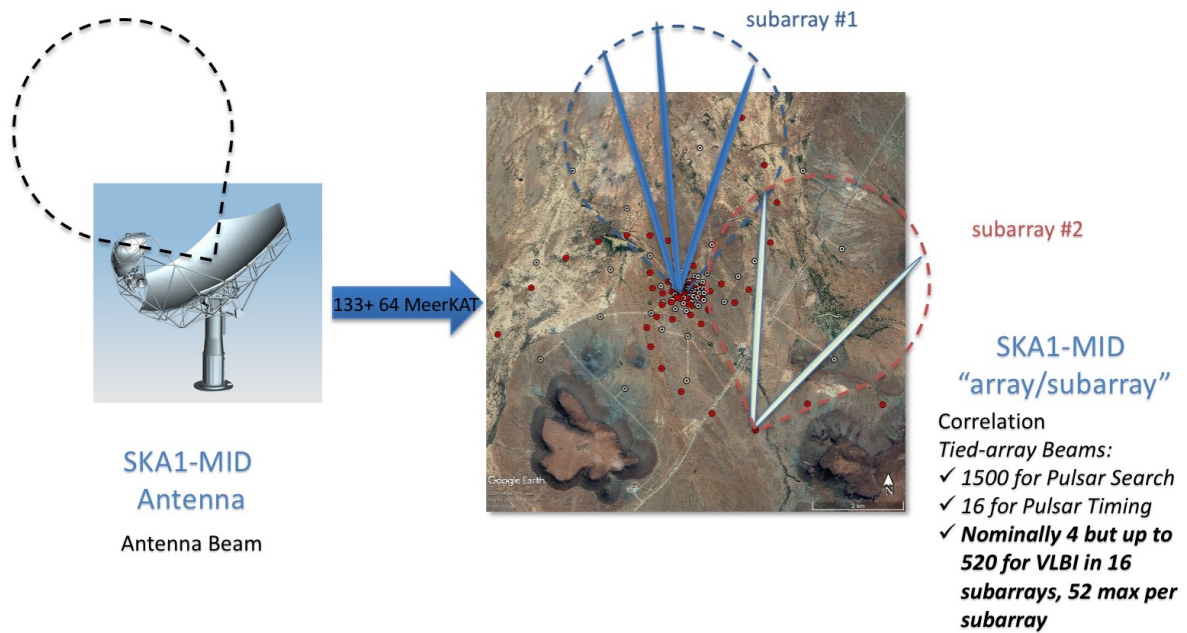 subarray #1
subarray #2
133+ 64 MeerKAT
SKA1-MID
Antenna
Antenna Beam
Google Earth
N
2 km
SKA1-MID
“array/subarray”
Correlation
Tied-array Beams:
✓ 1500 for Pulsar Search
✓ 16 for Pulsar Timing
✓ Nominally 4 but up to
520 for VLBI in 16
subarrays, 52 max per
subarray